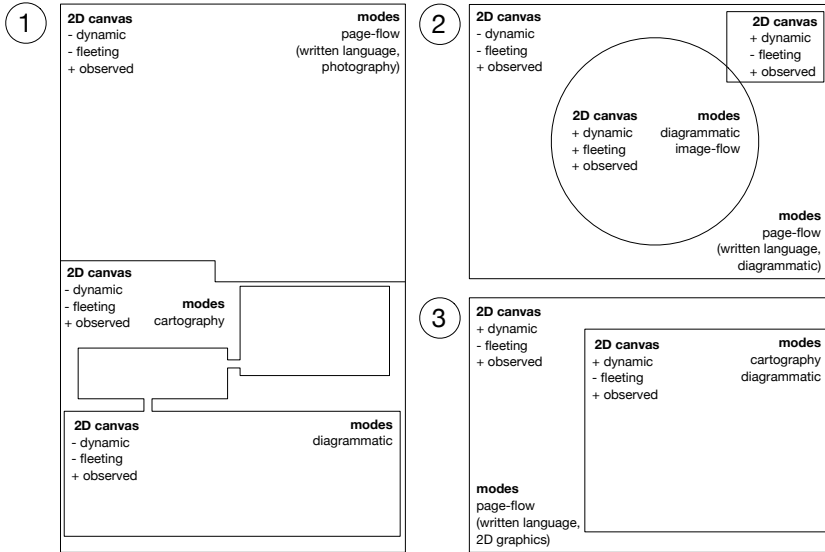 1
2D canvas
- dynamic
- fleeting
+ observed
modes
page-flow
(written language,
photography)
2D canvas
- dynamic
- fleeting
+ observed
modes
cartography
2D canvas
- dynamic
- fleeting
+ observed
modes
diagrammatic
2
2D canvas
- dynamic
- fleeting
+ observed
2D canvas
+ dynamic
- fleeting
+ observed
2D canvas
+ dynamic
+ fleeting
+ observed
modes
diagrammatic
image-flow
modes
page-flow
(written language,
diagrammatic)
3
2D canvas
+ dynamic
- fleeting
+ observed
2D canvas
+ dynamic
- fleeting
+ observed
modes
cartography
diagrammatic
modes
page-flow
(written language,
2D graphics)